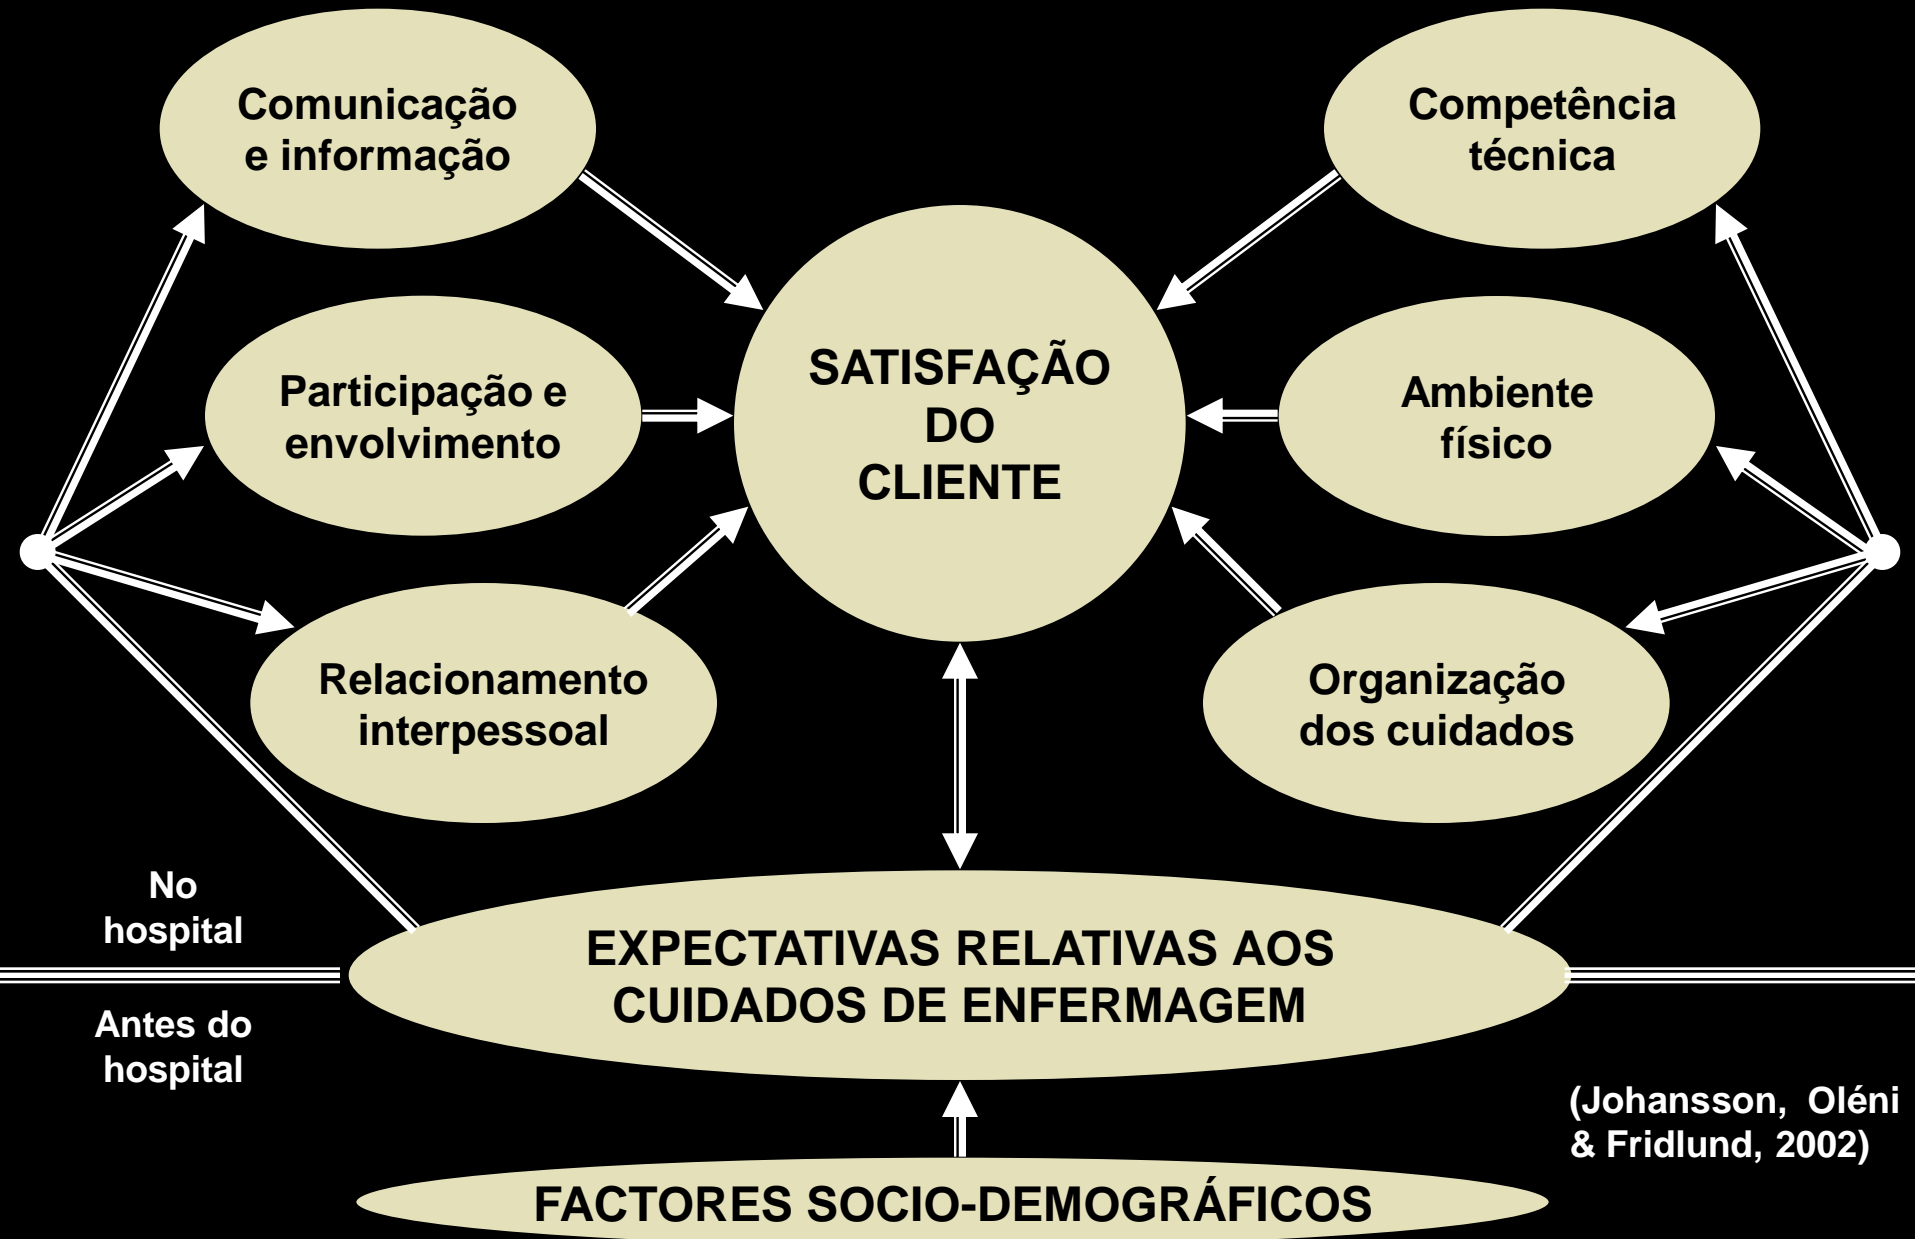 Comunicação
e informação
Competência
técnica
SATISFAÇÃO
DO
CLIENTE
Participação e
envolvimento
Ambiente
físico
Relacionamento
interpessoal
Organização
dos cuidados
No
hospital
EXPECTATIVAS RELATIVAS AOS
CUIDADOS DE ENFERMAGEM
Antes do
hospital
(Johansson, Oléni
& Fridlund, 2002)
FACTORES SOCIO-DEMOGRÁFICOS